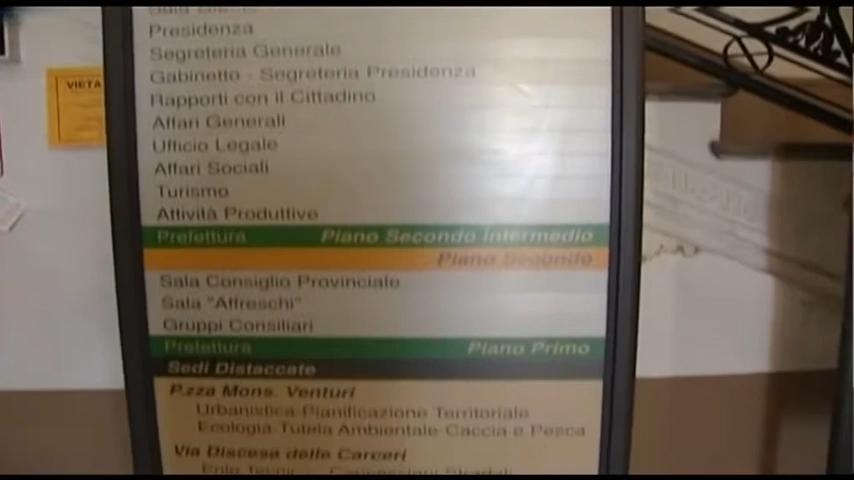 VIETA
Presidenza
Segreteria Generale
Gabinetto - Segreteria Presidenza
Rapporti con il Cittadino
Affari Generali
Ufficio Legale
Affari Sociali
Turismo
Attività Produttive
Prefettura Piano Secondo Intermedio
Piano Secondo
Sala Consiglio Provinciale
Sala "Affreschi"
Gruppi Consiliari
Prefettura Piano Primo
Sedi Distaccate
P.zza Mons. Venturi
Urbanistica-Pianificazione Territoriale
Ecologia-Tutela Ambientale-Caccia e Pesca
Via Discesa delle Carceri